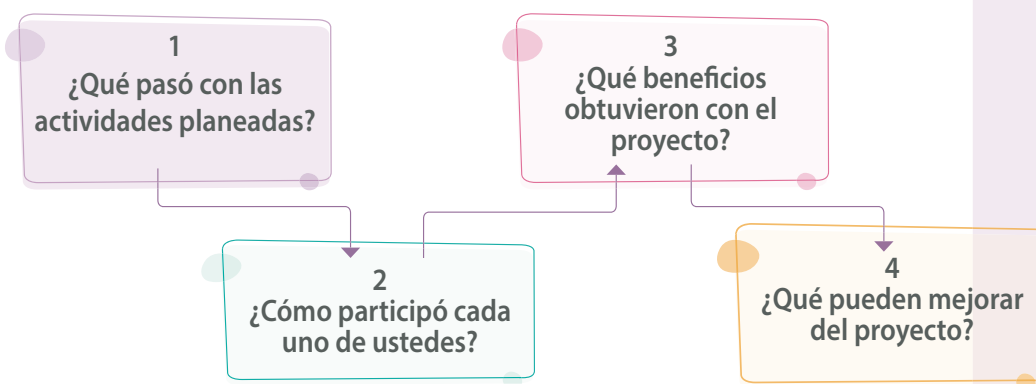 1
¿Qué pasó con las
actividades planeadas?
2
¿Cómo participó cada
uno de ustedes?
3
¿Qué beneficios
obtuvieron con el
proyecto?
4
¿Qué pueden mejorar
del proyecto?